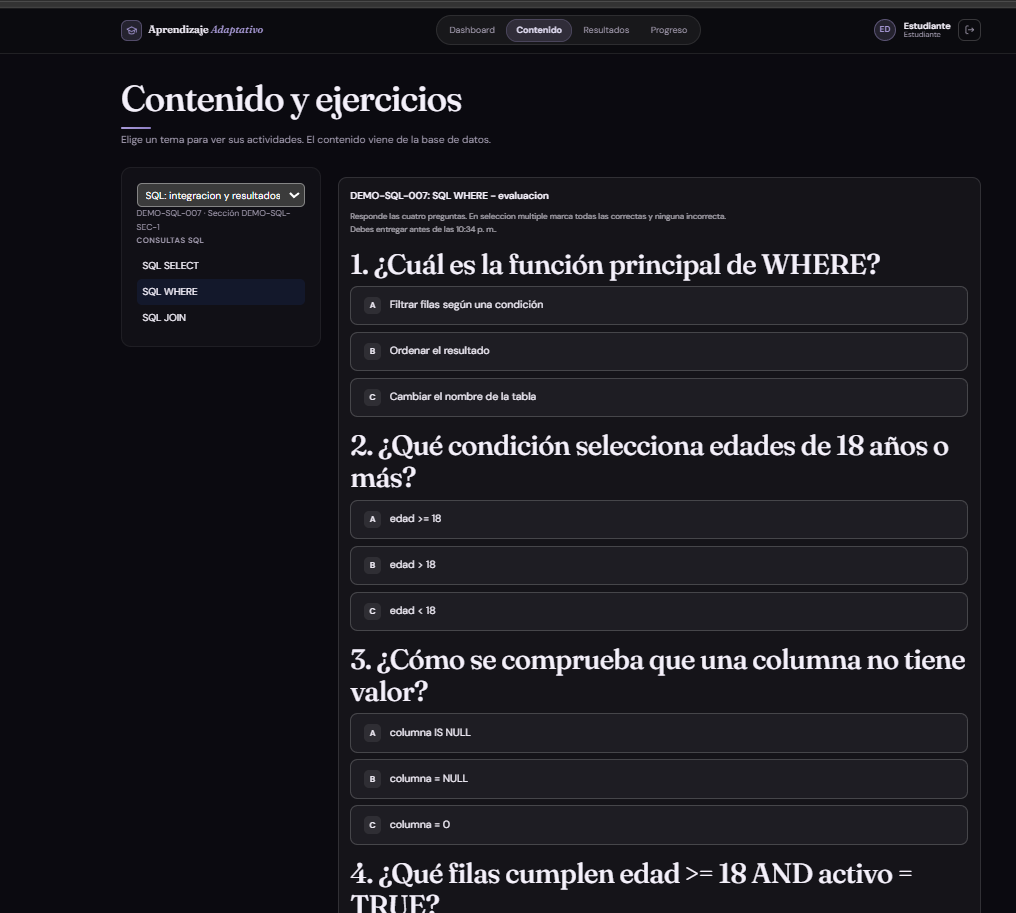 Aprendizaje Adaptativo
Dashboard
Contenido
Resultados
Progreso
ED
Estudiante
Estudiante
Contenido y ejercicios
Elige un tema para ver sus actividades. El contenido viene de la base de datos.
SQL: integracion y resultados
DEMO-SQL-007 · Sección DEMO-SQL-
SEC-1
CONSULTAS SQL
SQL SELECT
SQL WHERE
SQL JOIN
DEMO-SQL-007: SQL WHERE - evaluacion
Responde las cuatro preguntas. En seleccion multiple marca todas las correctas y ninguna incorrecta.
Debes entregar antes de las 10:34 p. m..
1. ¿Cuál es la función principal de WHERE?
A Filtrar filas según una condición
B Ordenar el resultado
C Cambiar el nombre de la tabla
2. ¿Qué condición selecciona edades de 18 años o
más?
A edad >= 18
B edad > 18
C edad < 18
3. ¿Cómo se comprueba que una columna no tiene
valor?
A columna IS NULL
B columna = NULL
C columna = 0
4. ¿Qué filas cumplen edad >= 18 AND activo =
TRUE?